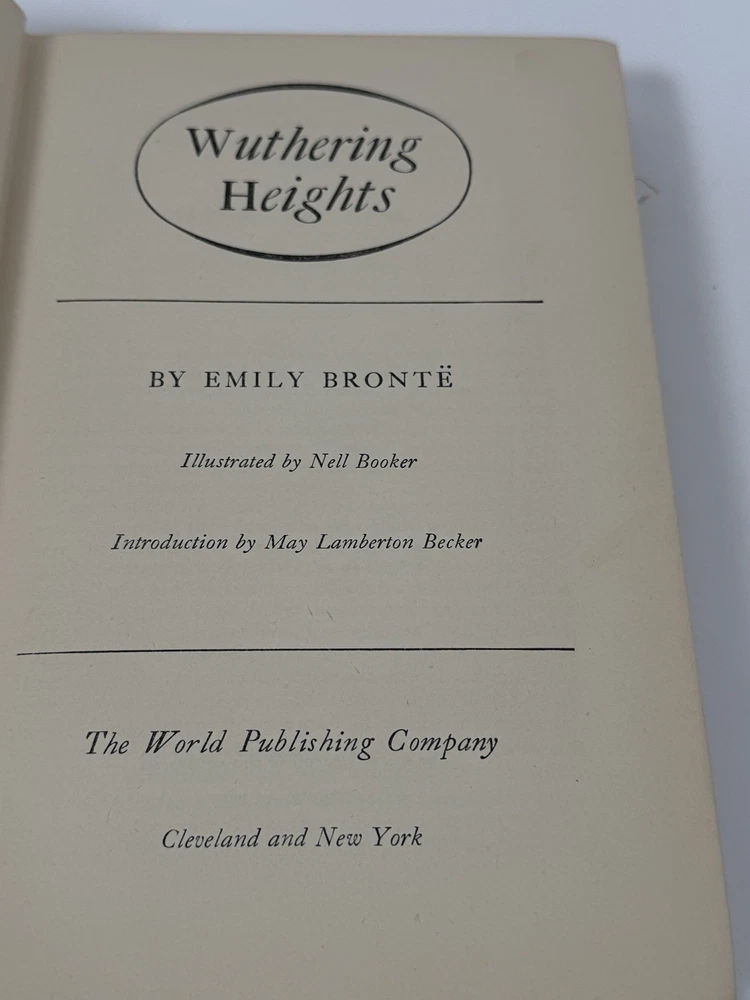 Wuthering
Heights
BY EMILY BRONTË
Illustrated by Nell Booker
Introduction by May Lamberton Becker
The World Publishing Company
Cleveland and New York